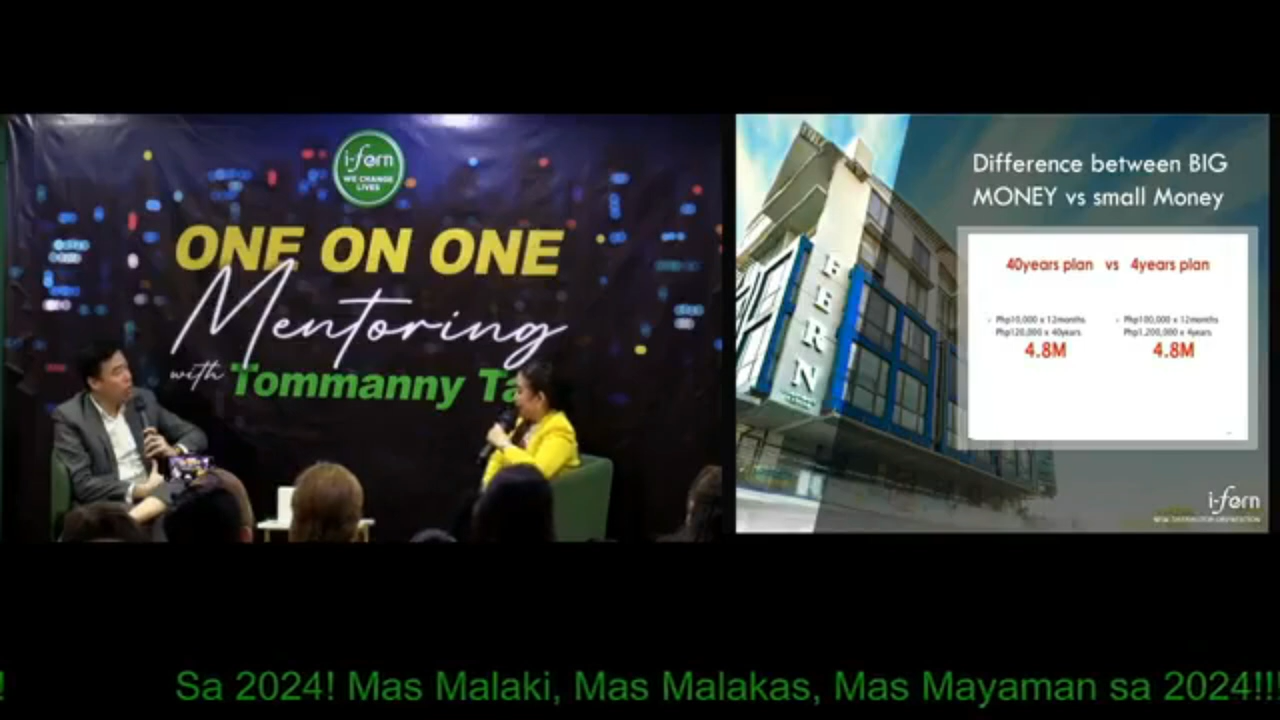 i-fern
WE CHANGE
LIVES
ONE ON ONE
Mentoring
with Tommanny Ta
FERN
Difference between BIG
MONEY vs small Money
40years plan vs 4years plan
Php10,000 x 12months
Php120,000 x 40years
4.8M
Php100,000 x 12months
Php1,200,000 x 4years
4.8M
i-fern
! Sa 2024! Mas Malaki, Mas Malakas, Mas Mayaman sa 2024!!!